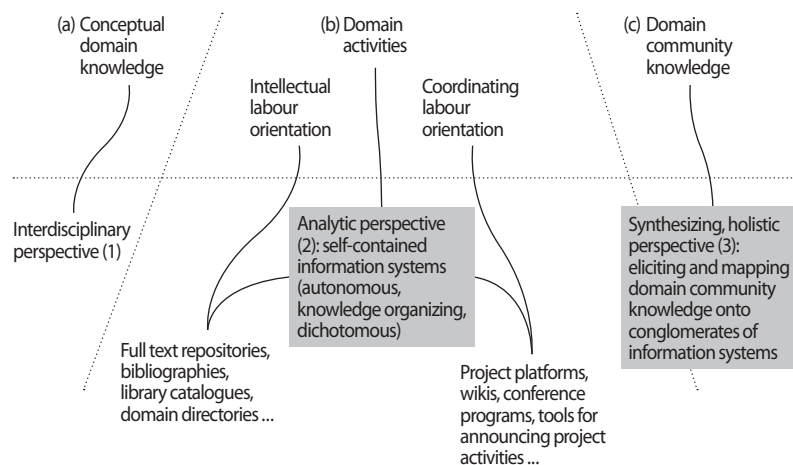 (a) Conceptual
domain
knowledge
(b) Domain
activities
(c) Domain
community
knowledge
Intellectual
labour
orientation
Coordinating
labour
orientation
Interdisciplinary
perspective (1)
Analytic perspective
(2): self-contained
information systems
(autonomous,
knowledge organizing,
dichotomous)
Synthesizing, holistic
perspective (3):
eliciting and mapping
domain community
knowledge onto
conglomerates of
information systems
Full text repositories,
bibliographies,
library catalogues,
domain directories ...
Project platforms,
wikis, conference
programs, tools for
announcing project
activities ...